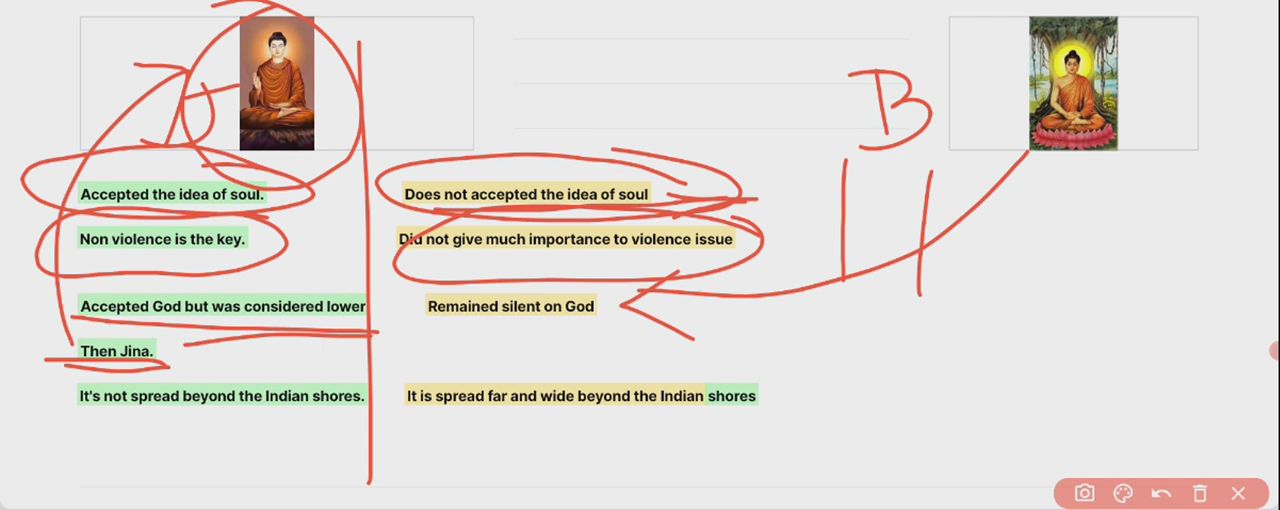 J
B
Accepted the idea of soul. Does not accepted the idea of soul
Non violence is the key. Did not give much importance to violence issue
Accepted God but was considered lower Remained silent on God
Then Jina.
It's not spread beyond the Indian shores. It is spread far and wide beyond the Indian shores